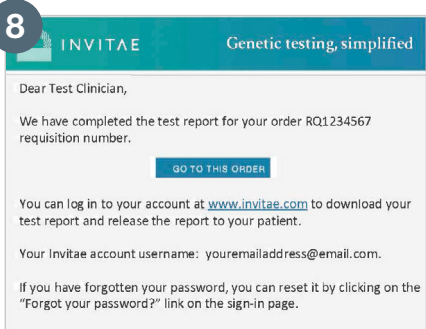 8
INVITAE
Genetic testing, simplified
Dear Test Clinician,
We have completed the test report for your order RQ1234567
requisition number.
GO TO THIS ORDER
You can log in to your account at www.invitae.com to download your
test report and release the report to your patient.
Your Invitae account username: youremailaddress@email.com.
If you have forgotten your password, you can reset it by clicking on the
"Forgot your password?" link on the sign-in page.